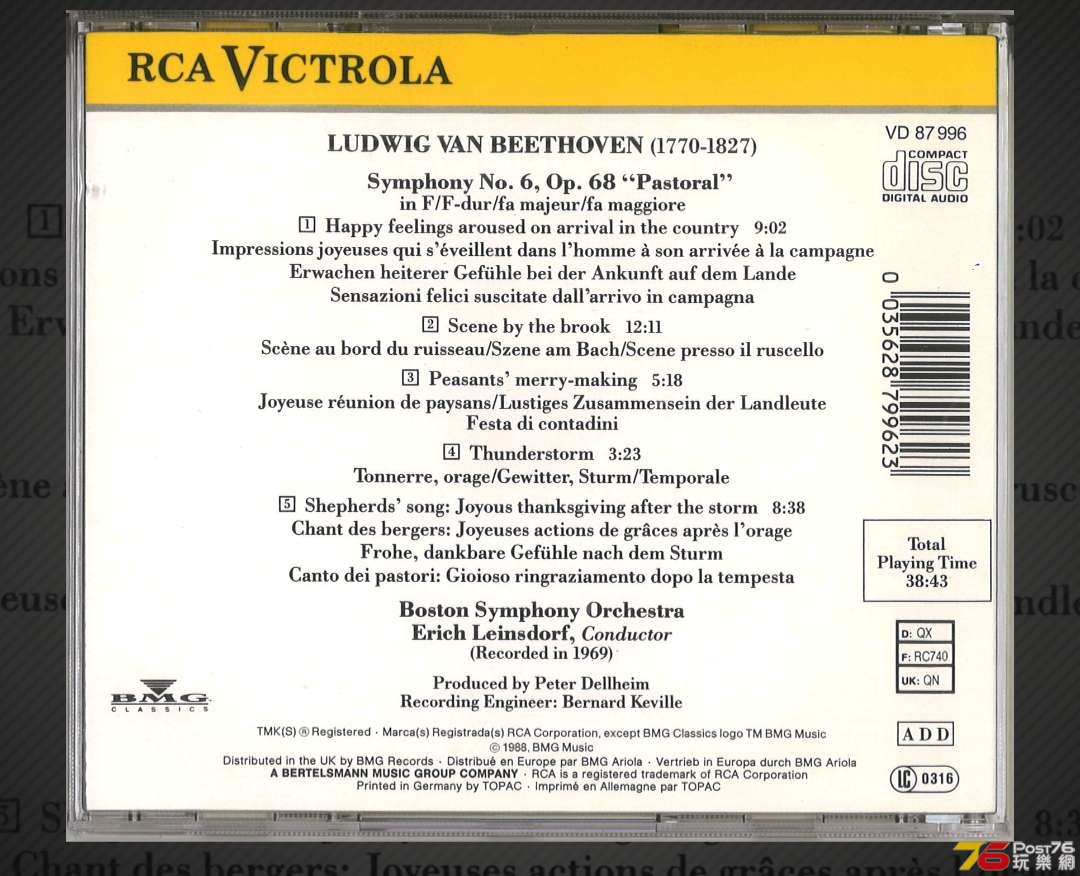 RCA VICTROLA
LUDWIG VAN BEETHOVEN (1770-1827)
VD 87996
COMPACT
disc
DIGITAL AUDIO
Symphony No. 6, Op. 68 “Pastoral”
in F/F-dur/fa majeur/fa maggiore
1 Happy feelings aroused on arrival in the country 9:02
Impressions joyeuses qui s’éveillent dans l’homme à son arrivée à la campagne
Erwachen heiterer Gefühle bei der Ankunft auf dem Lande
Sensazioni felici suscitate dall’arrivo in campagna
2 Scene by the brook 12:11
Scène au bord du ruisseau/Szene am Bach/Scene presso il ruscello
3 Peasants’ merry-making 5:18
Joyeuse réunion de paysans/Lustiges Zusammensein der Landleute
Festa di contadini
4 Thunderstorm 3:23
Tonnerre, orage/Gewitter, Sturm/Temporale
5 Shepherds’ song: Joyous thanksgiving after the storm 8:38
Chant des bergers: Joyeuses actions de grâces après l’orage
Frohe, dankbare Gefühle nach dem Sturm
Canto dei pastori: Gioioso ringraziamento dopo la tempesta
0 035628 799623
Total
Playing Time
38:43
Boston Symphony Orchestra
Erich Leinsdorf, Conductor
(Recorded in 1969)
D: QX
F: RC740
UK: QN
Produced by Peter Dellheim
Recording Engineer: Bernard Keville
BMG
CLASSICS
TMK(S) ® Registered · Marca(s) Registrada(s) RCA Corporation, except BMG Classics logo TM BMG Music
© 1988, BMG Music
Distributed in the UK by BMG Records · Distribué en Europe par BMG Ariola · Vertrieb in Europa durch BMG Ariola
A BERTELSMANN MUSIC GROUP COMPANY · RCA is a registered trademark of RCA Corporation
Printed in Germany by TOPAC · Imprimé en Allemagne par TOPAC
ADD
LC 0316
76 Post76
玩樂網